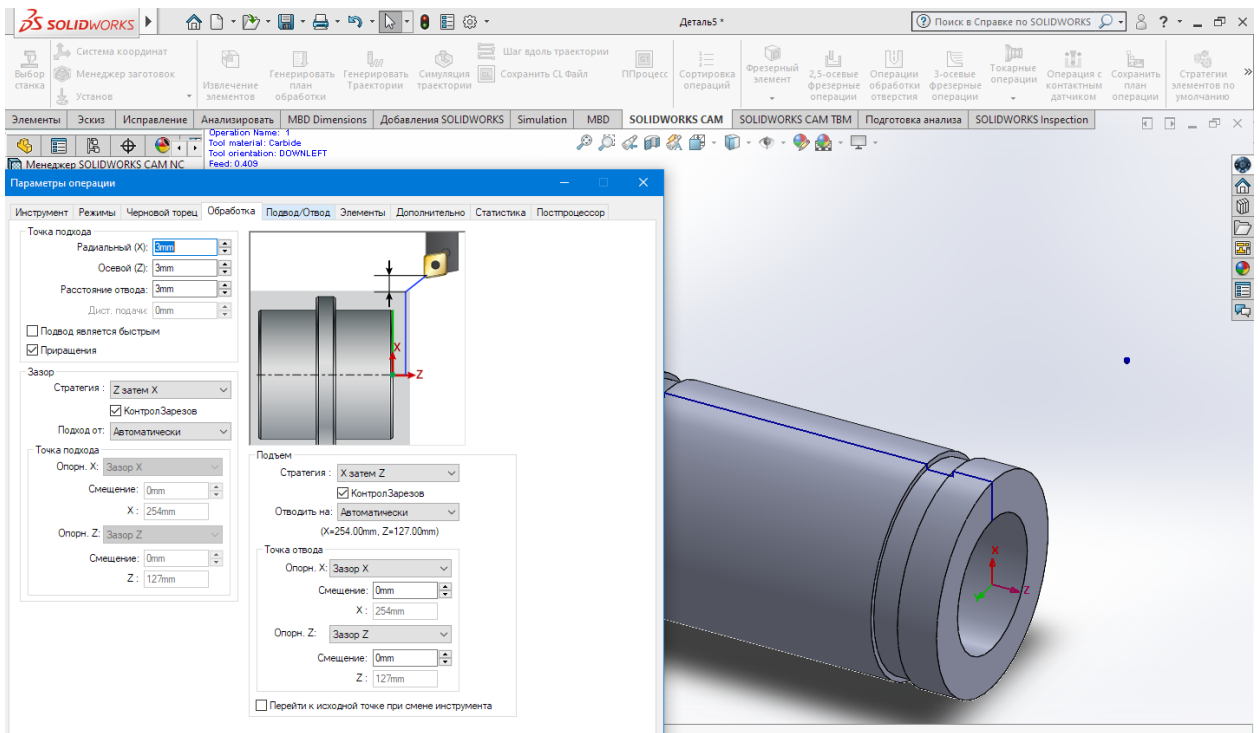 SOLIDWORKS
Деталь5 *
Поиск в Справке по SOLIDWORKS
Выбор станка
Система координат
Менеджер заготовок
Установ
Извлечение элементов
Генерировать план обработки
Генерировать Траектории
Симуляция траектории
Шаг вдоль траектории
Сохранить CL Файл
ППроцесс
Сортировка операций
Фрезерный элемент
2,5-осевые фрезерные операции
Операции обработки отверстия
3-осевые фрезерные операции
Токарные операции
Операция с контактным датчиком
Сохранить план операции
Стратегии элементов по умолчанию
Элементы
Эскиз
Исправление
Анализировать
MBD Dimensions
Добавления SOLIDWORKS
Simulation
MBD
SOLIDWORKS CAM
SOLIDWORKS CAM TBM
Подготовка анализа
SOLIDWORKS Inspection
Менеджер SOLIDWORKS CAM NC
Operation Name: 1
Tool material: Carbide
Tool orientation: DOWNLEFT
Feed: 0.409
Параметры операции
Инструмент
Режимы
Черновой торец
Обработка
Подвод/Отвод
Элементы
Дополнительно
Статистика
Постпроцессор
Точка подхода
Радиальный (X): 3mm
Осевой (Z): 3mm
Расстояние отвода: 3mm
Дист. подачи: 0mm
Подвод является быстрым
Приращения
Зазор
Стратегия : Z затем X
КонтролЗарезов
Подход от: Автоматически
Точка подхода
Опорн. X: Зазор X
Смещение: 0mm
X : 254mm
Опорн. Z: Зазор Z
Смещение: 0mm
Z : 127mm
X
Z
Подъем
Стратегия : X затем Z
КонтролЗарезов
Отводить на: Автоматически
(X=254.00mm, Z=127.00mm)
Точка отвода
Опорн. X: Зазор X
Смещение: 0mm
X : 254mm
Опорн. Z: Зазор Z
Смещение: 0mm
Z : 127mm
Перейти к исходной точке при смене инструмента
X
Y
Z